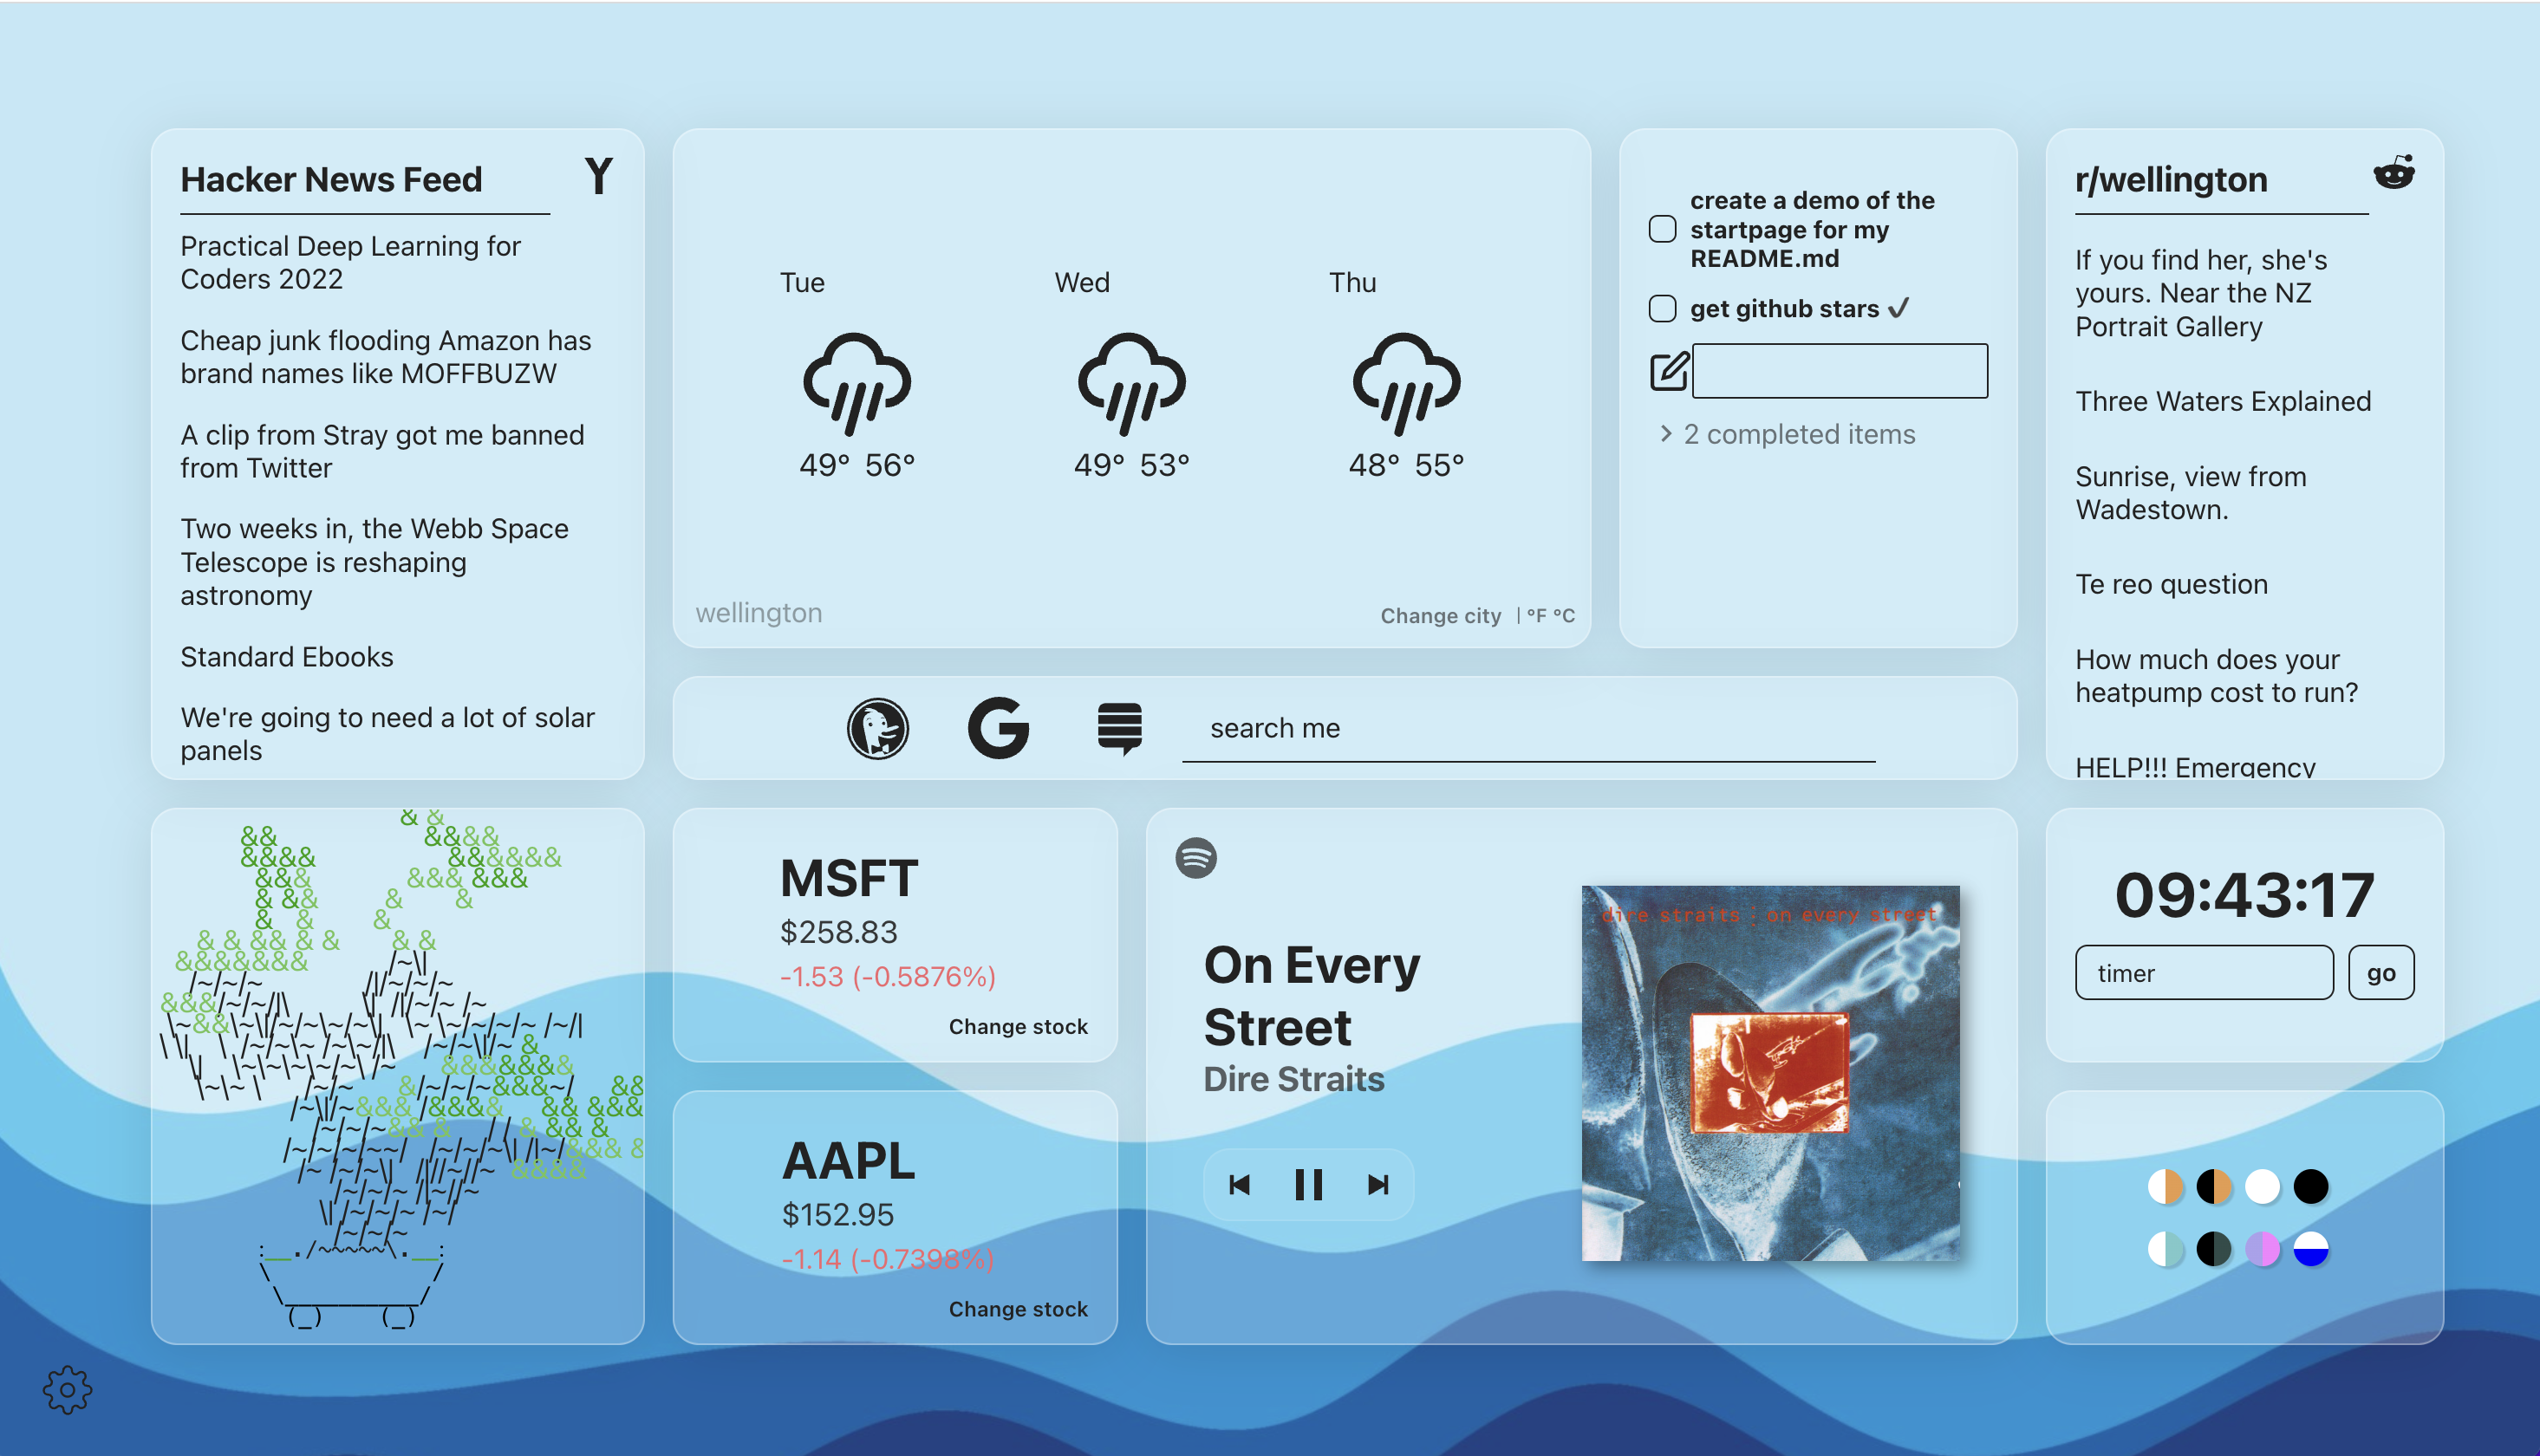 Hacker News Feed
Practical Deep Learning for
Coders 2022
Cheap junk flooding Amazon has
brand names like MOFFBUZW
A clip from Stray got me banned
from Twitter
Two weeks in, the Webb Space
Telescope is reshaping
astronomy
Standard Ebooks
We're going to need a lot of solar
panels
Tue
49° 56°
Wed
49° 53°
Thu
48° 55°
wellington
Change city | °F °C
create a demo of the
startpage for my
README.md
get github stars ✓
2 completed items
r/wellington
If you find her, she's
yours. Near the NZ
Portrait Gallery
Three Waters Explained
Sunrise, view from
Wadestown.
Te reo question
How much does your
heatpump cost to run?
HELP!!! Emergency
search me
MSFT
$258.83
-1.53 (-0.5876%)
Change stock
AAPL
$152.95
-1.14 (-0.7398%)
Change stock
On Every
Street
Dire Straits
dire straits : on every street
09:43:17
timer
go